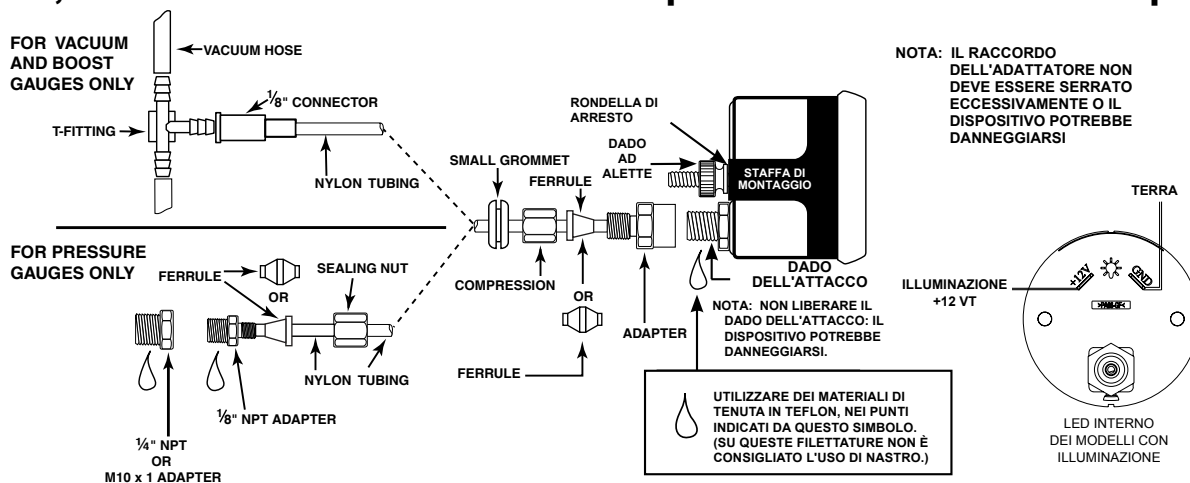 FOR VACUUM
AND BOOST
GAUGES ONLY
VACUUM HOSE
1/8" CONNECTOR
T-FITTING
NYLON TUBING
FOR PRESSURE
GAUGES ONLY
FERRULE
OR
SEALING NUT
NYLON TUBING
1/8" NPT ADAPTER
1/4" NPT
OR
M10 x 1 ADAPTER
SMALL GROMMET
FERRULE
COMPRESSION
OR
FERRULE
ADAPTER
RONDELLA DI
ARRESTO
DADO
AD
ALETTE
STAFFA DI
MONTAGGIO
DADO
DELL'ATTACCO
NOTA: NON LIBERARE IL
DADO DELL'ATTACCO: IL
DISPOSITIVO POTREBBE
DANNEGGIARSI.
UTILIZZARE DEI MATERIALI DI
TENUTA IN TEFLON, NEI PUNTI
INDICATI DA QUESTO SIMBOLO.
(SU QUESTE FILETTATURE NON È
CONSIGLIATO L'USO DI NASTRO.)
NOTA: IL RACCORDO
DELL'ADATTATORE NON
DEVE ESSERE SERRATO
ECCESSIVAMENTE O IL
DISPOSITIVO POTREBBE
DANNEGGIARSI
TERRA
ILLUMINAZIONE
+12 VT
+12V
GND
LED INTERNO
DEI MODELLI CON
ILLUMINAZIONE